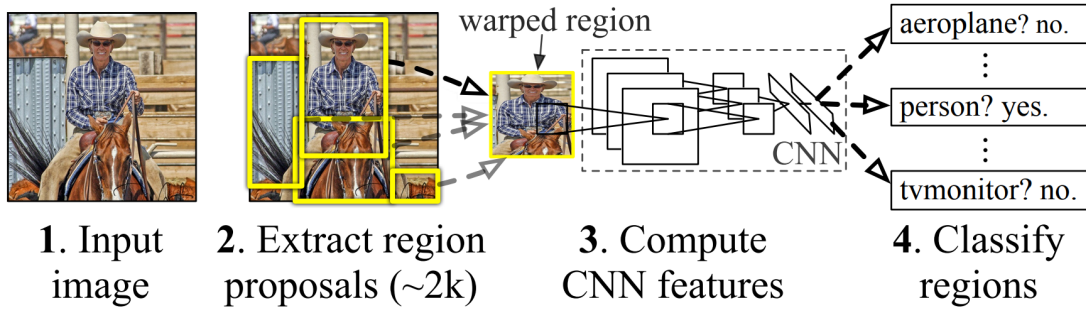 warped region
aeroplane? no.
person? yes.
CNN
tvmonitor? no.
1. Input
image
2. Extract region
proposals (~2k)
3. Compute
CNN features
4. Classify
regions